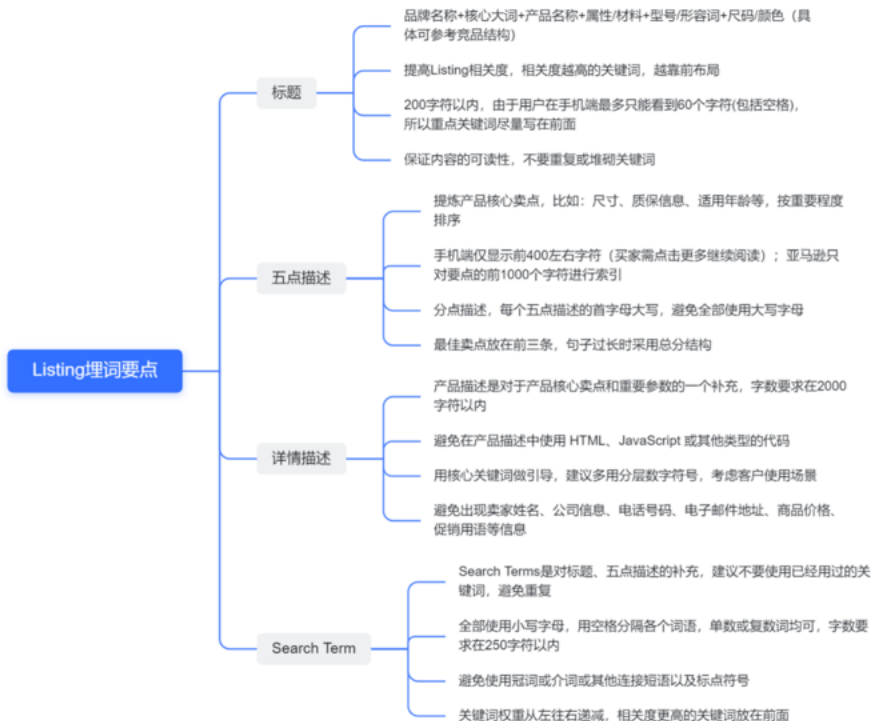 Listing埋词要点
标题
品牌名称+核心大词+产品名称+属性/材料+型号/形容词+尺码/颜色（具
体可参考竞品结构）
提高Listing相关度，相关度越高的关键词，越靠前布局
200字符以内，由于用户在手机端最多只能看到60个字符(包括空格)，
所以重点关键词尽量写在前面
保证内容的可读性，不要重复或堆砌关键词
五点描述
提炼产品核心卖点，比如：尺寸、质保信息、适用年龄等，按重要程度
排序
手机端仅显示前400左右字符（买家需点击更多继续阅读）；亚马逊只
对要点的前1000个字符进行索引
分点描述，每个五点描述的首字母大写，避免全部使用大写字母
最佳卖点放在前三条，句子过长时采用总分结构
详情描述
产品描述是对于产品核心卖点和重要参数的一个补充，字数要求在2000
字符以内
避免在产品描述中使用 HTML、JavaScript 或其他类型的代码
用核心关键词做引导，建议多用分层数字符号，考虑客户使用场景
避免出现卖家姓名、公司信息、电话号码、电子邮件地址、商品价格、
促销用语等信息
Search Term
Search Terms是对标题、五点描述的补充，建议不要使用已经用过的关
键词，避免重复
全部使用小写字母，用空格分隔各个词语，单数或复数词均可，字数要
求在250字符以内
避免使用冠词或介词或其他连接短语以及标点符号
关键词权重从左往右递减，相关度更高的关键词放在前面